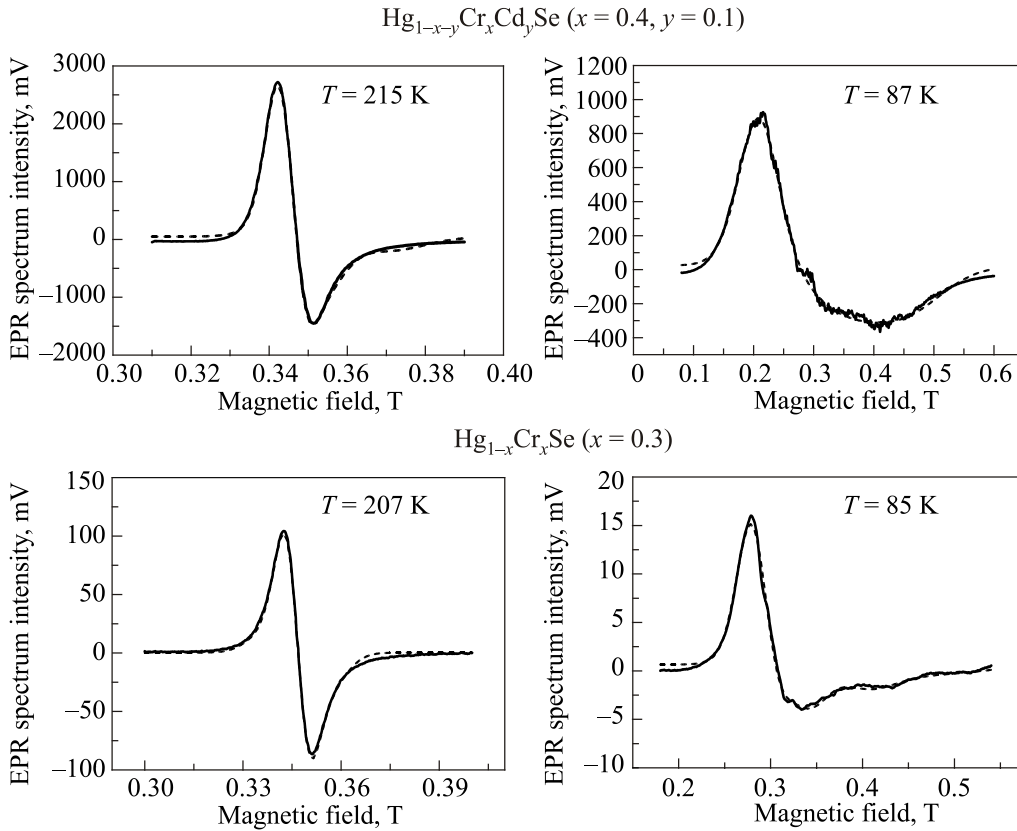 Hg1–x–yCrxCdySe (x = 0.4, y = 0.1)
EPR spectrum intensity, mV
3000
2000
1000
0
–1000
–2000
T = 215 K
0.30 0.32 0.34 0.36 0.38 0.40
Magnetic field, T
EPR spectrum intensity, mV
1200
1000
800
600
400
200
0
–200
–400
T = 87 K
0 0.1 0.2 0.3 0.4 0.5 0.6
Magnetic field, T
Hg1–xCrxSe (x = 0.3)
EPR spectrum intensity, mV
150
100
50
0
–50
–100
T = 207 K
0.30 0.33 0.36 0.39
Magnetic field, T
EPR spectrum intensity, mV
20
15
10
5
0
–5
–10
T = 85 K
0.2 0.3 0.4 0.5
Magnetic field, T